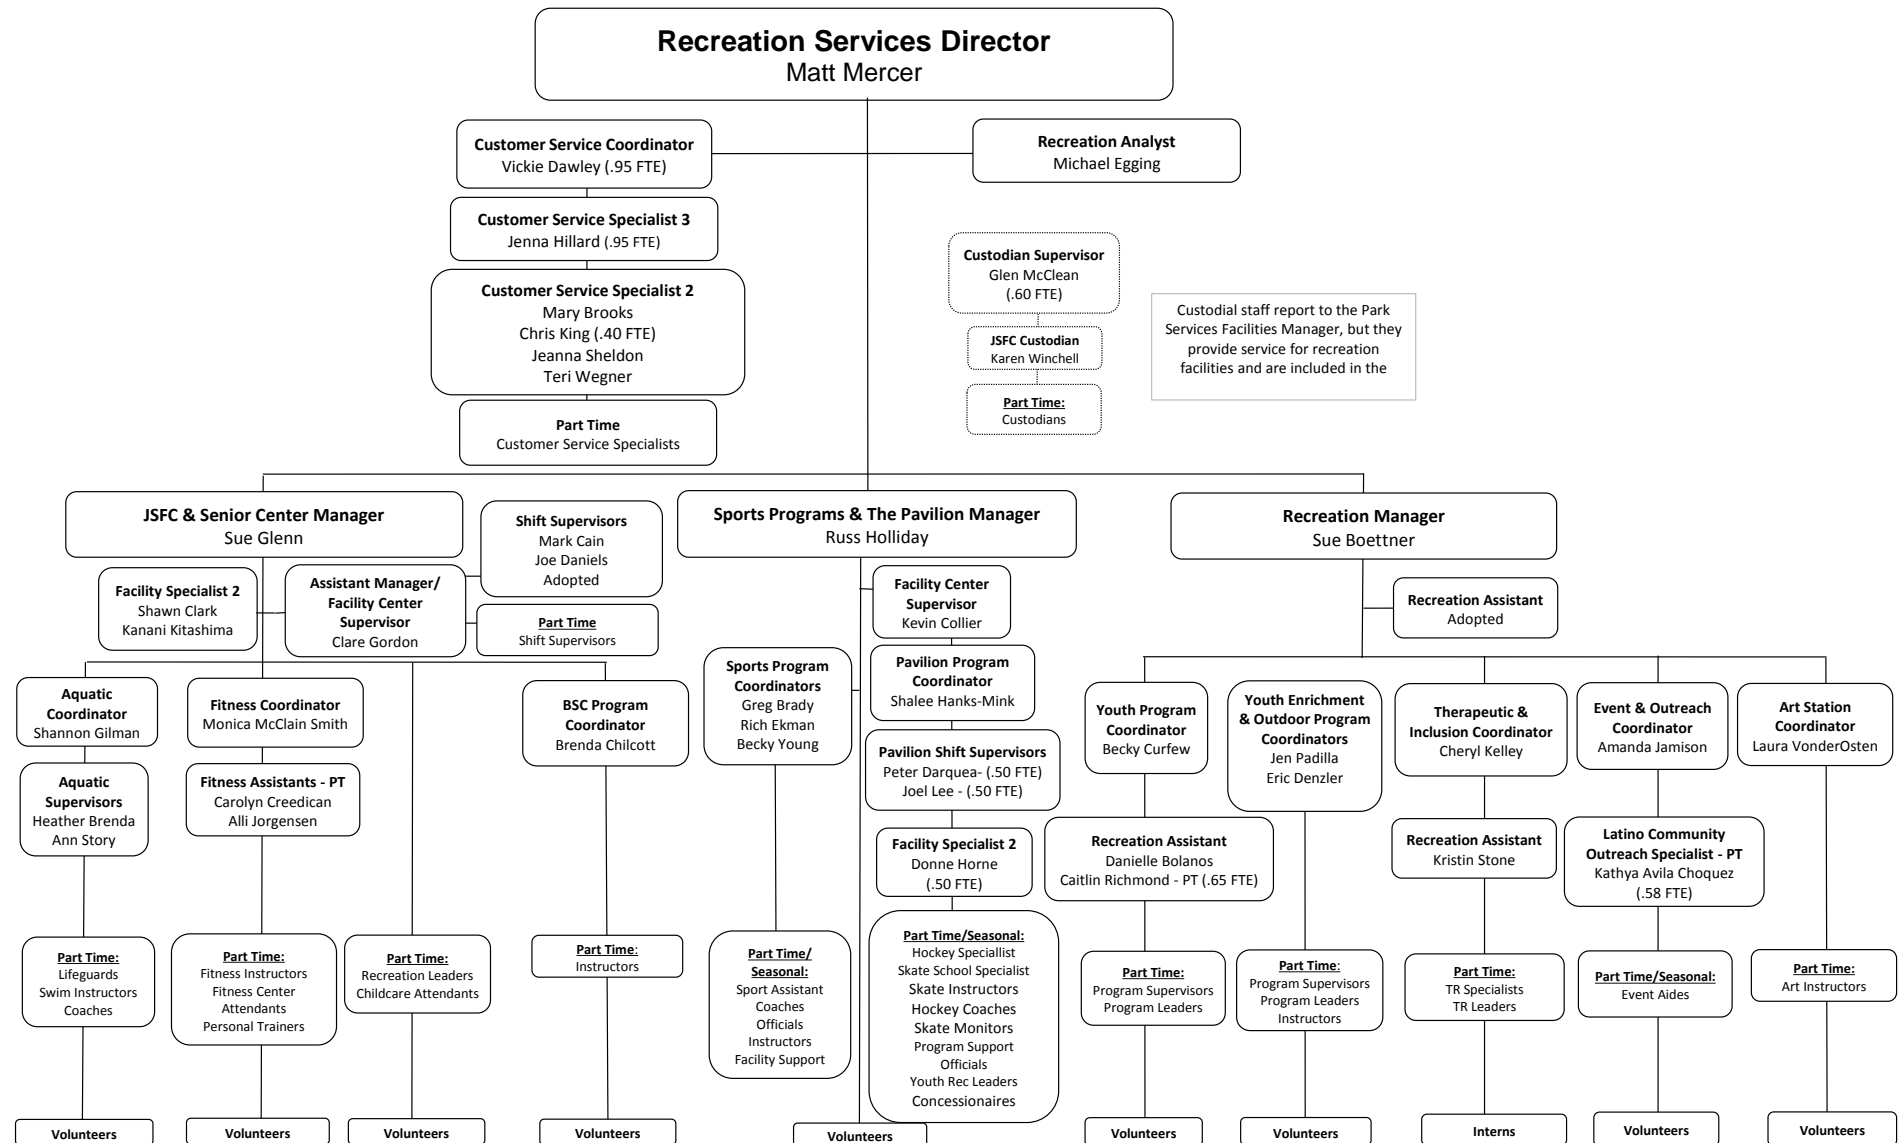 Recreation Services Director
Matt Mercer
Customer Service Coordinator
Vickie Dawley (.95 FTE)
Recreation Analyst
Michael Egging
Customer Service Specialist 3
Jenna Hillard (.95 FTE)
Customer Service Specialist 2
Mary Brooks
Chris King (.40 FTE)
Jeanna Sheldon
Teri Wegner
Part Time
Customer Service Specialists
Custodian Supervisor
Glen McClean
(.60 FTE)
JSFC Custodian
Karen Winchell
Part Time:
Custodians
Custodial staff report to the Park
Services Facilities Manager, but they
provide service for recreation
facilities and are included in the
JSFC & Senior Center Manager
Sue Glenn
Shift Supervisors
Mark Cain
Joe Daniels
Adopted
Facility Specialist 2
Shawn Clark
Kanani Kitashima
Assistant Manager/
Facility Center
Supervisor
Clare Gordon
Part Time
Shift Supervisors
Aquatic
Coordinator
Shannon Gilman
Aquatic
Supervisors
Heather Brenda
Ann Story
Part Time:
Lifeguards
Swim Instructors
Coaches
Volunteers
Fitness Coordinator
Monica McClain Smith
Fitness Assistants - PT
Carolyn Creedican
Alli Jorgensen
Part Time:
Fitness Instructors
Fitness Center
Attendants
Personal Trainers
Volunteers
Part Time:
Recreation Leaders
Childcare Attendants
Volunteers
BSC Program
Coordinator
Brenda Chilcott
Part Time:
Instructors
Volunteers
Sports Programs & The Pavilion Manager
Russ Holliday
Facility Center
Supervisor
Kevin Collier
Sports Program
Coordinators
Greg Brady
Rich Ekman
Becky Young
Part Time/
Seasonal:
Sport Assistant
Coaches
Officials
Instructors
Facility Support
Pavilion Program
Coordinator
Shalee Hanks-Mink
Pavilion Shift Supervisors
Peter Darquea- (.50 FTE)
Joel Lee - (.50 FTE)
Facility Specialist 2
Donne Horne
(.50 FTE)
Part Time/Seasonal:
Hockey Speciallist
Skate School Specialist
Skate Instructors
Hockey Coaches
Skate Monitors
Program Support
Officials
Youth Rec Leaders
Concessionaires
Volunteers
Recreation Manager
Sue Boettner
Recreation Assistant
Adopted
Youth Program
Coordinator
Becky Curfew
Recreation Assistant
Danielle Bolanos
Caitlin Richmond - PT (.65 FTE)
Part Time:
Program Supervisors
Program Leaders
Volunteers
Youth Enrichment
& Outdoor Program
Coordinators
Jen Padilla
Eric Denzler
Part Time:
Program Supervisors
Program Leaders
Instructors
Volunteers
Therapeutic &
Inclusion Coordinator
Cheryl Kelley
Recreation Assistant
Kristin Stone
Part Time:
TR Specialists
TR Leaders
Interns
Event & Outreach
Coordinator
Amanda Jamison
Latino Community
Outreach Specialist - PT
Kathya Avila Choquez
(.58 FTE)
Part Time/Seasonal:
Event Aides
Volunteers
Art Station
Coordinator
Laura VonderOsten
Part Time:
Art Instructors
Volunteers